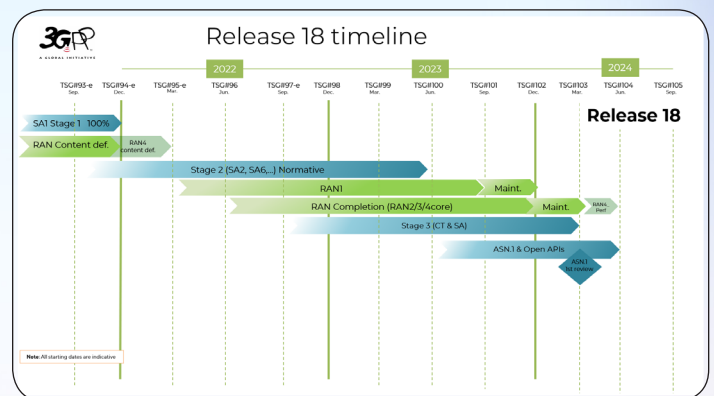 3GPP
A GLOBAL INITIATIVE
Release 18 timeline
2022
2023
2024
TSG#93-e
Sep.
TSG#94-e
Dec.
TSG#95-e
Mar.
TSG#96
Jun.
TSG#97-e
Sep.
TSG#98
Dec.
TSG#99
Mar.
TSG#100
Jun.
TSG#101
Sep.
TSG#102
Dec.
TSG#103
Mar.
TSG#104
Jun.
TSG#105
Sep.
Release 18
SA1 Stage 1 100%
RAN Content def.
RAN4
content def.
Stage 2 (SA2, SA6,...) Normative
RAN1
Maint.
RAN Completion (RAN2/3/4core)
Maint.
RAN4
Perf
Stage 3 (CT & SA)
ASN.1 & Open APIs
ASN.1
1st review
Note: All starting dates are indicative